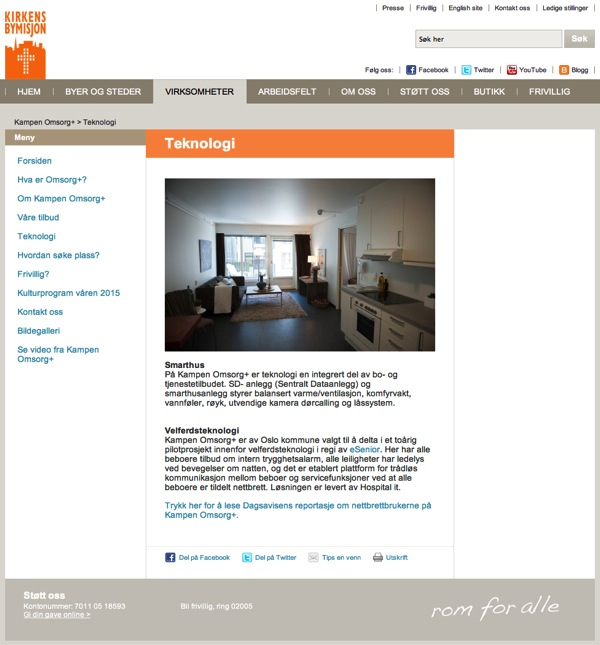 KIRKENS
BYMISJON
Presse
Frivillig
English site
Kontakt oss
Ledige stillinger
Søk her
Søk
Følg oss:
Facebook
Twitter
YouTube
Blogg
HJEM
BYER OG STEDER
VIRKSOMHETER
ARBEIDSFELT
OM OSS
STØTT OSS
BUTIKK
FRIVILLIG
Kampen Omsorg+ > Teknologi
Meny
Forsiden
Hva er Omsorg+?
Om Kampen Omsorg+
Våre tilbud
Teknologi
Hvordan søke plass?
Frivillig?
Kulturprogram våren 2015
Kontakt oss
Bildegalleri
Se video fra Kampen
Omsorg+
Teknologi
Smarthus
På Kampen Omsorg+ er teknologi en integrert del av bo- og
tjenestetilbudet. SD- anlegg (Sentralt Dataanlegg) og
smarthusanlegg styrer balansert varme/ventilasjon, komfyrvakt,
vannføler, røyk, utvendige kamera dørcalling og låssystem.
Velferdsteknologi
Kampen Omsorg+ er av Oslo kommune valgt til å delta i et toårig
pilotprosjekt innenfor velferdsteknologi i regi av eSenior. Her har alle
beboere tilbud om intern trygghetsalarm, alle leiligheter har ledelys
ved bevegelser om natten, og det er etablert plattform for trådløs
kommunikasjon mellom beboer og servicefunksjoner ved at alle
beboere er tildelt nettbrett. Løsningen er levert av Hospital it.
Trykk her for å lese Dagsavisens reportasje om nettbrettbrukerne på
Kampen Omsorg+.
Del på Facebook
Del på Twitter
Tips en venn
Utskrift
Støtt oss
Kontonummer: 7011 05 18593
Gi din gave online >
Bli frivillig, ring 02005
rom for alle